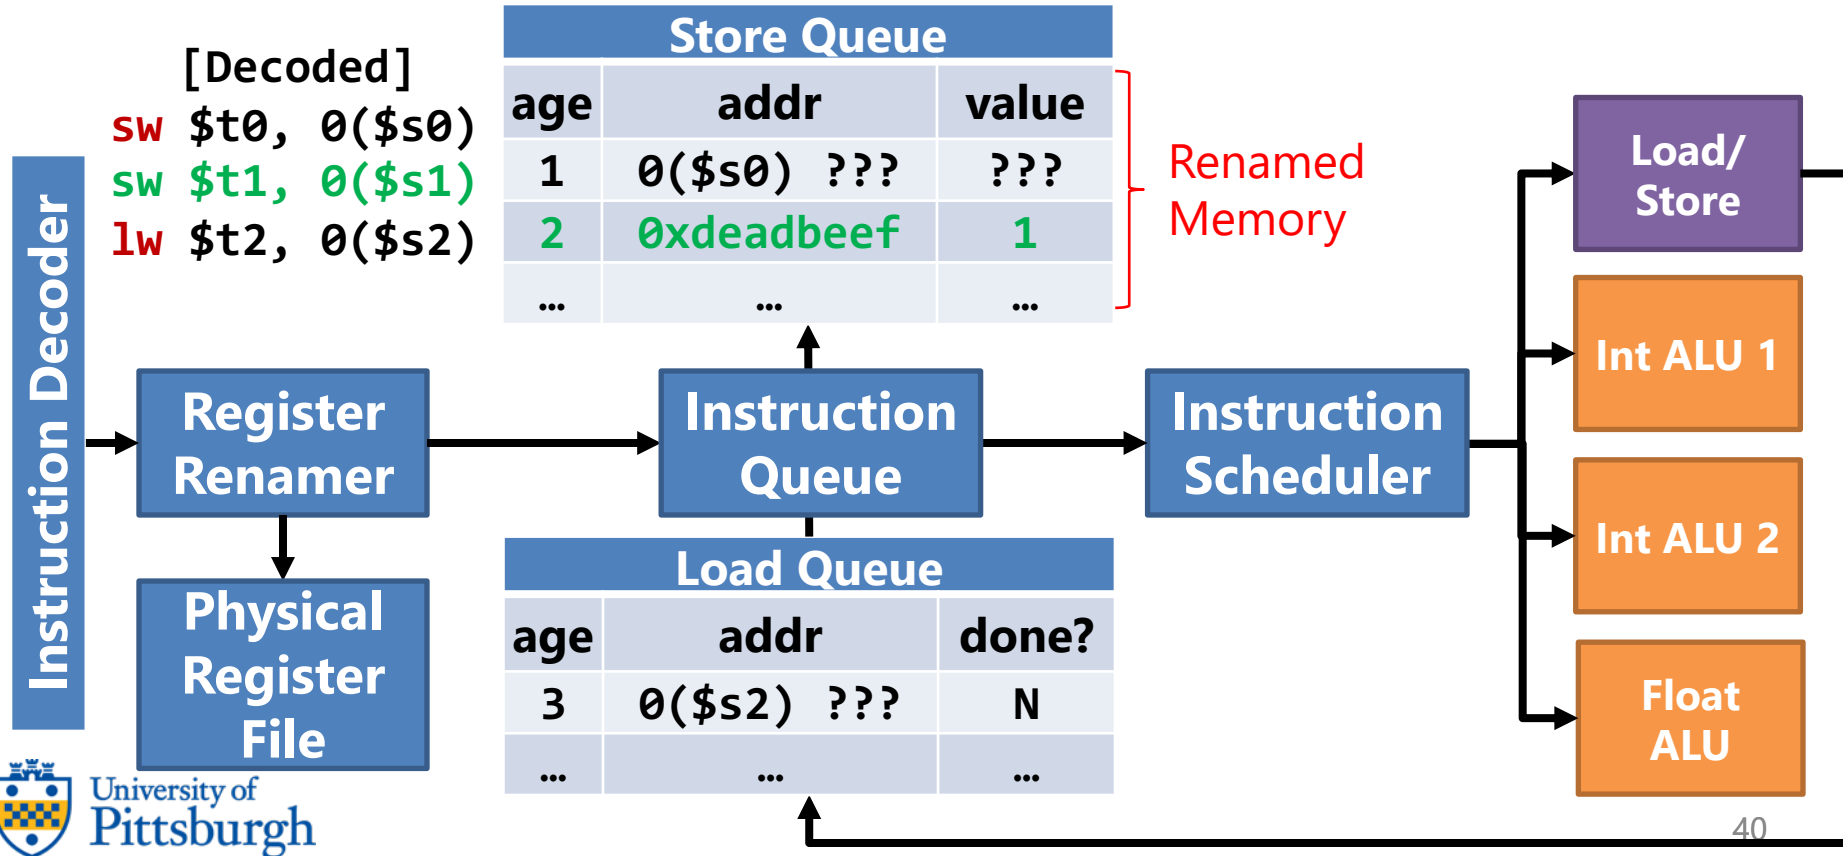 [Decoded]
sw $t0, 0($s0)
sw $t1, 0($s1)
lw $t2, 0($s2)
Instruction Decoder
Store Queue
age addr value
1 0($s0) ??? ???
2 0xdeadbeef 1
… … …
Renamed
Memory
Register
Renamer
Physical
Register
File
Instruction
Queue
Load Queue
age addr done?
3 0($s2) ??? N
… … …
Instruction
Scheduler
Load/
Store
Int ALU 1
Int ALU 2
Float
ALU
University of
Pittsburgh
40